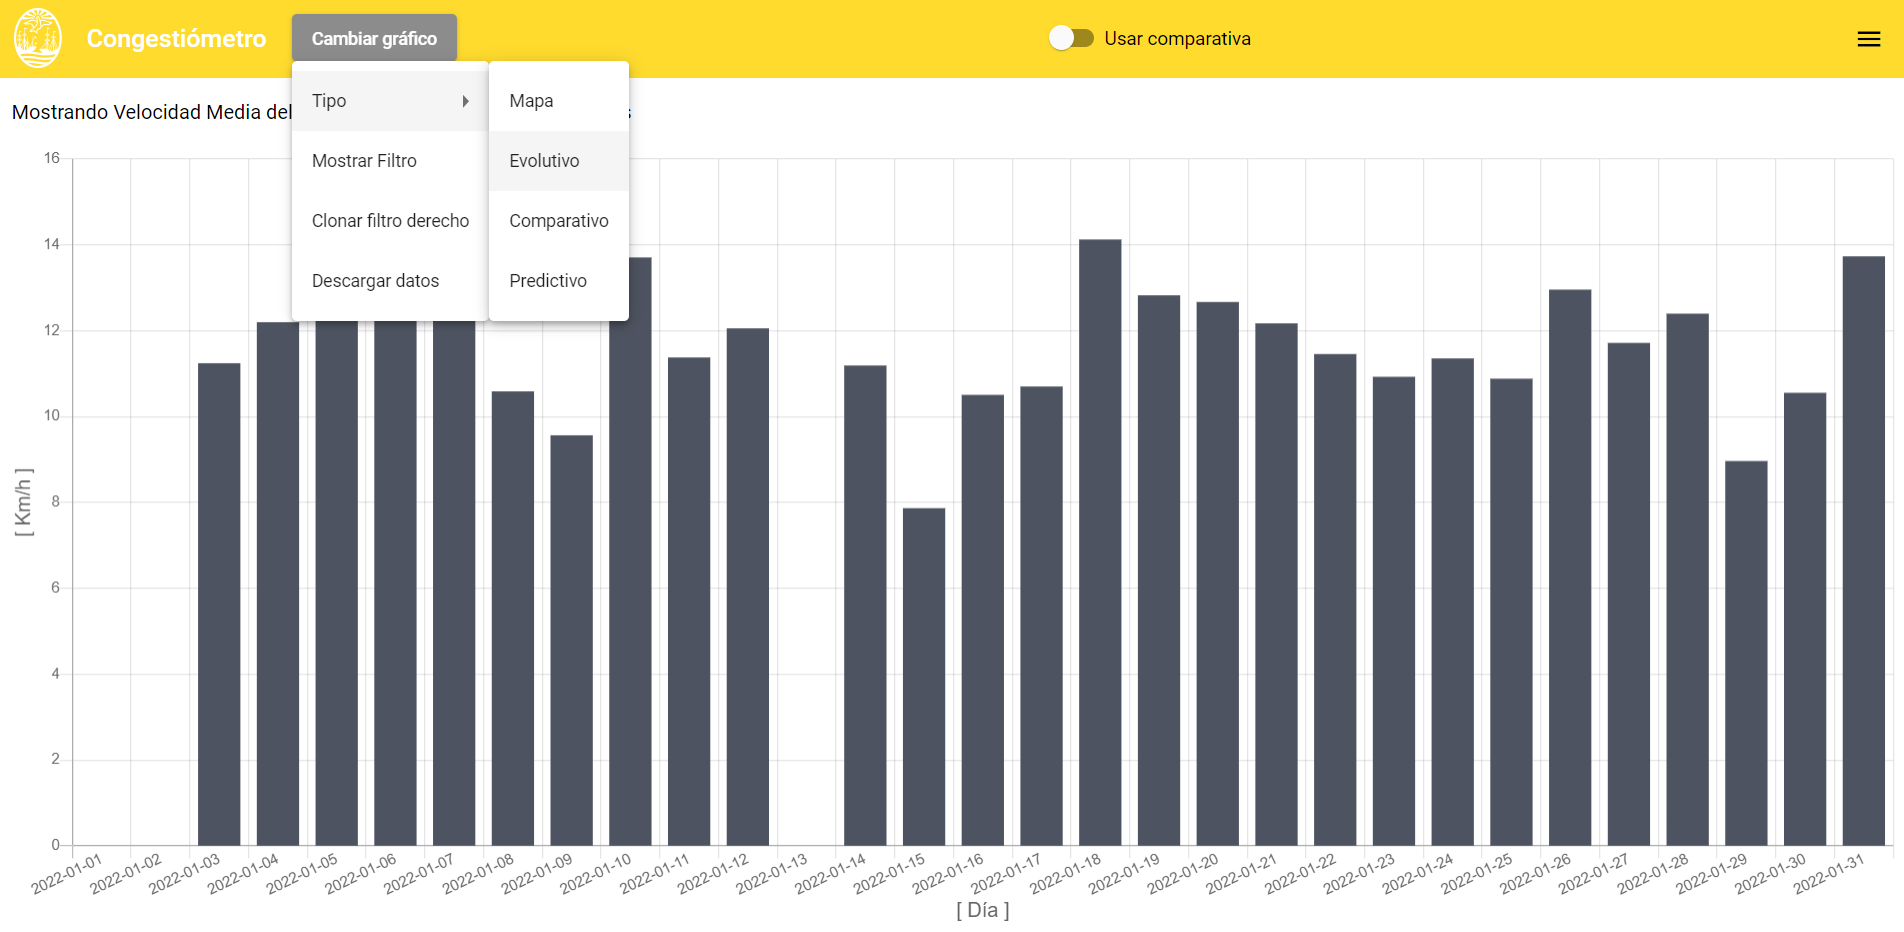 Congestiómetro
Cambiar gráfico
Usar comparativa
Tipo
Mostrar Filtro
Clonar filtro derecho
Descargar datos
Mapa
Evolutivo
Comparativo
Predictivo
Mostrando Velocidad Media del
16
14
12
10
8
6
4
2
0
[ Km/h ]
2022-01-01
2022-01-02
2022-01-03
2022-01-04
2022-01-05
2022-01-06
2022-01-07
2022-01-08
2022-01-09
2022-01-10
2022-01-11
2022-01-12
2022-01-13
2022-01-14
2022-01-15
2022-01-16
2022-01-17
2022-01-18
2022-01-19
2022-01-20
2022-01-21
2022-01-22
2022-01-23
2022-01-24
2022-01-25
2022-01-26
2022-01-27
2022-01-28
2022-01-29
2022-01-30
2022-01-31
[ Día ]